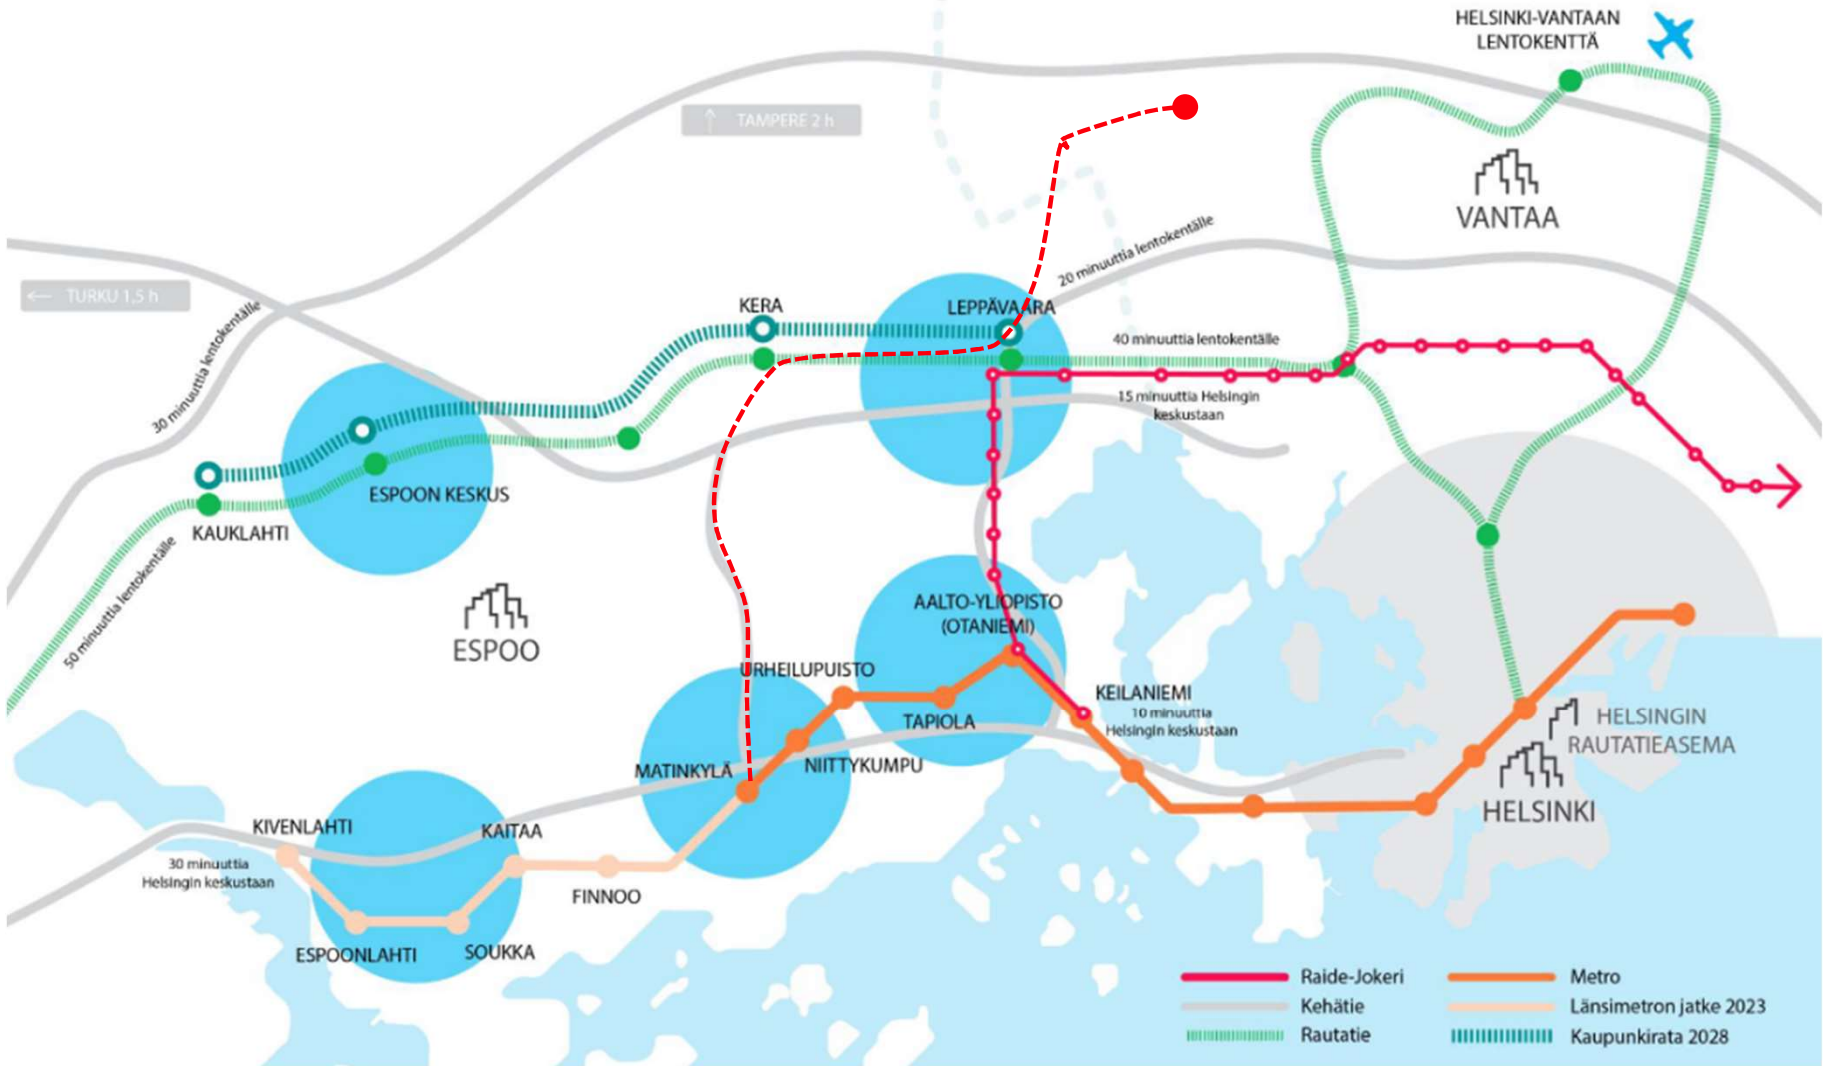 HELSINKI-VANTAAN
LENTOKENTTÄ
↑ TAMPERE 2 h
VANTAA
20 minuuttia lentokentälle
← TURKU 1,5 h
30 minuuttia lentokentälle
KERA
LEPPÄVAARA
40 minuuttia lentokentälle
15 minuuttia Helsingin
keskustaan
ESPOON KESKUS
KAUKLAHTI
50 minuuttia lentokentälle
ESPOO
AALTO-YLIOPISTO
(OTANIEMI)
URHEILUPUISTO
TAPIOLA
KEILANIEMI
10 minuuttia
Helsingin keskustaan
HELSINGIN
RAUTATIEASEMA
MATINKYLÄ
NIITTYKUMPU
HELSINKI
KIVENLAHTI
KAITAA
30 minuuttia
Helsingin keskustaan
FINNOO
ESPOONLAHTI
SOUKKA
Raide-Jokeri
Metro
Kehätie
Länsimetron jatke 2023
Rautatie
Kaupunkirata 2028